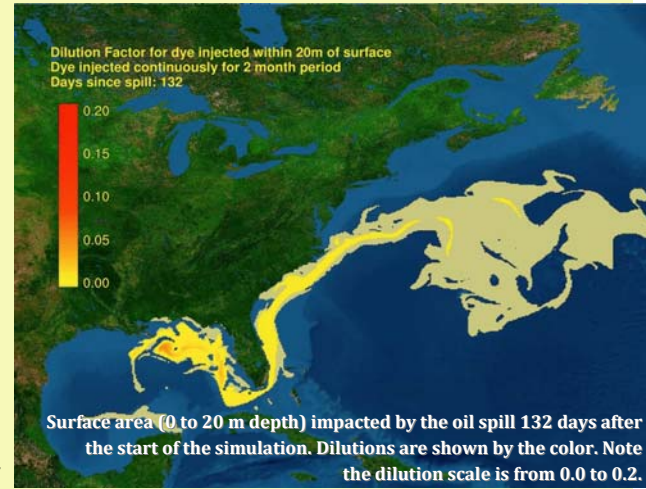 Dilution Factor for dye injected within 20m of surface
Dye injected continuously for 2 month period
Days since spill: 132
0.20
0.15
0.10
0.05
0.00
Surface area (0 to 20 m depth) impacted by the oil spill 132 days after
the start of the simulation. Dilutions are shown by the color. Note
the dilution scale is from 0.0 to 0.2.